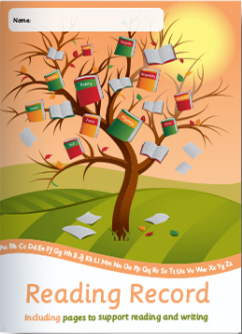 Name:
Poetry
Aa Bb Cc Dd Ee Ff Gg Hh Ii Jj Kk Ll Mm Nn Oo Pp Qq Rr Ss Tt Uu Vv Ww Xx Yy Zz
Reading Record
Including pages to support reading and writing